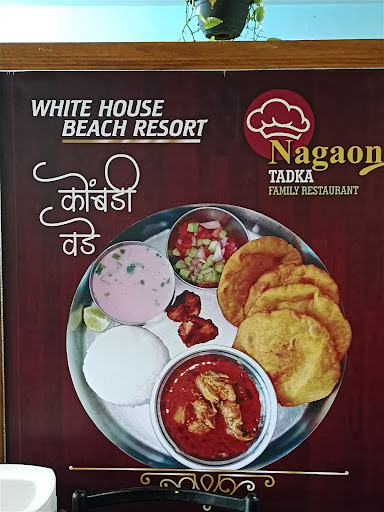 WHITE HOUSE
BEACH RESORT
Nagaon
TADKA
FAMILY RESTAURANT
कोंबडी
वडे